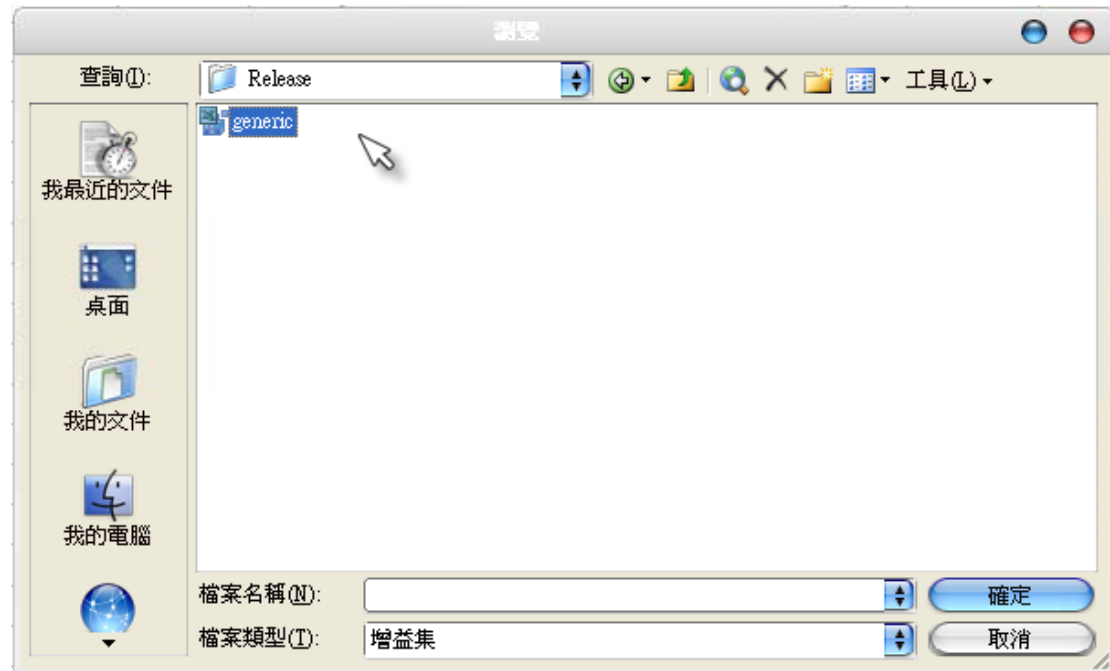 瀏覽
查詢(I):
Release
工具(L)
generic
我最近的文件
桌面
我的文件
我的電腦
檔案名稱(N):
確定
檔案類型(T):
增益集
取消